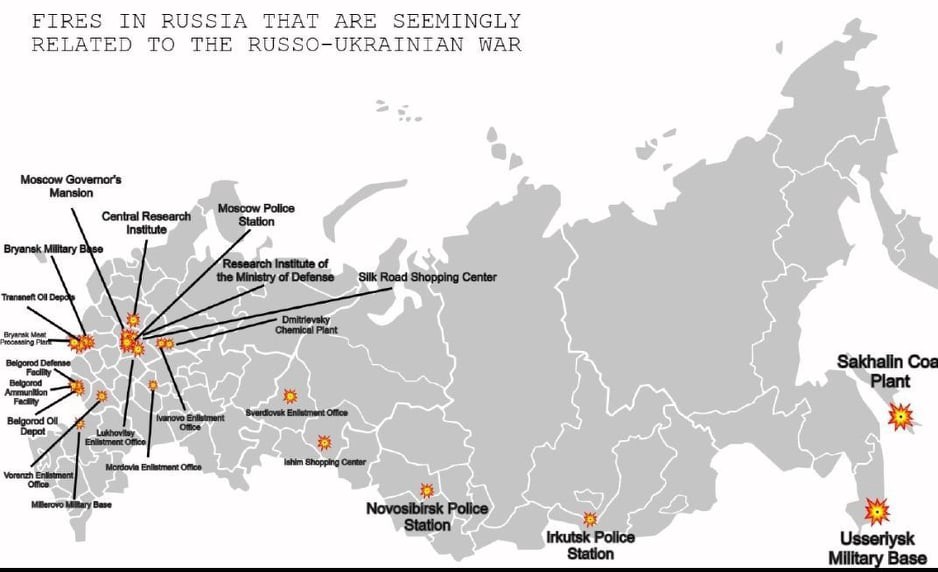 FIRES IN RUSSIA THAT ARE SEEMINGLY
RELATED TO THE RUSSO-UKRAINIAN WAR
Moscow Governor's
Mansion
Central Research
Institute
Moscow Police
Station
Bryansk Military Base
Research Institute of
the Ministry of Defense
Silk Road Shopping Center
Transneft Oil Depots
Dmitrievsky
Chemical Plant
Bryansk Meat
Processing Plant
Belgorod Defense
Facility
Belgorod
Ammunition
Facility
Belgorod Oil
Depot
Lukhovitsy
Enlistment Office
Ivanovo Enlistment
Office
Sverdlovsk Enlistment Office
Sakhalin Coa
Plant
Vorenzh Enlistment
Office
Mordovia Enlistment Office
Ishim Shopping Center
Millerovo Military Base
Novosibirsk Police
Station
Irkutsk Police
Station
Usseriysk
Military Base